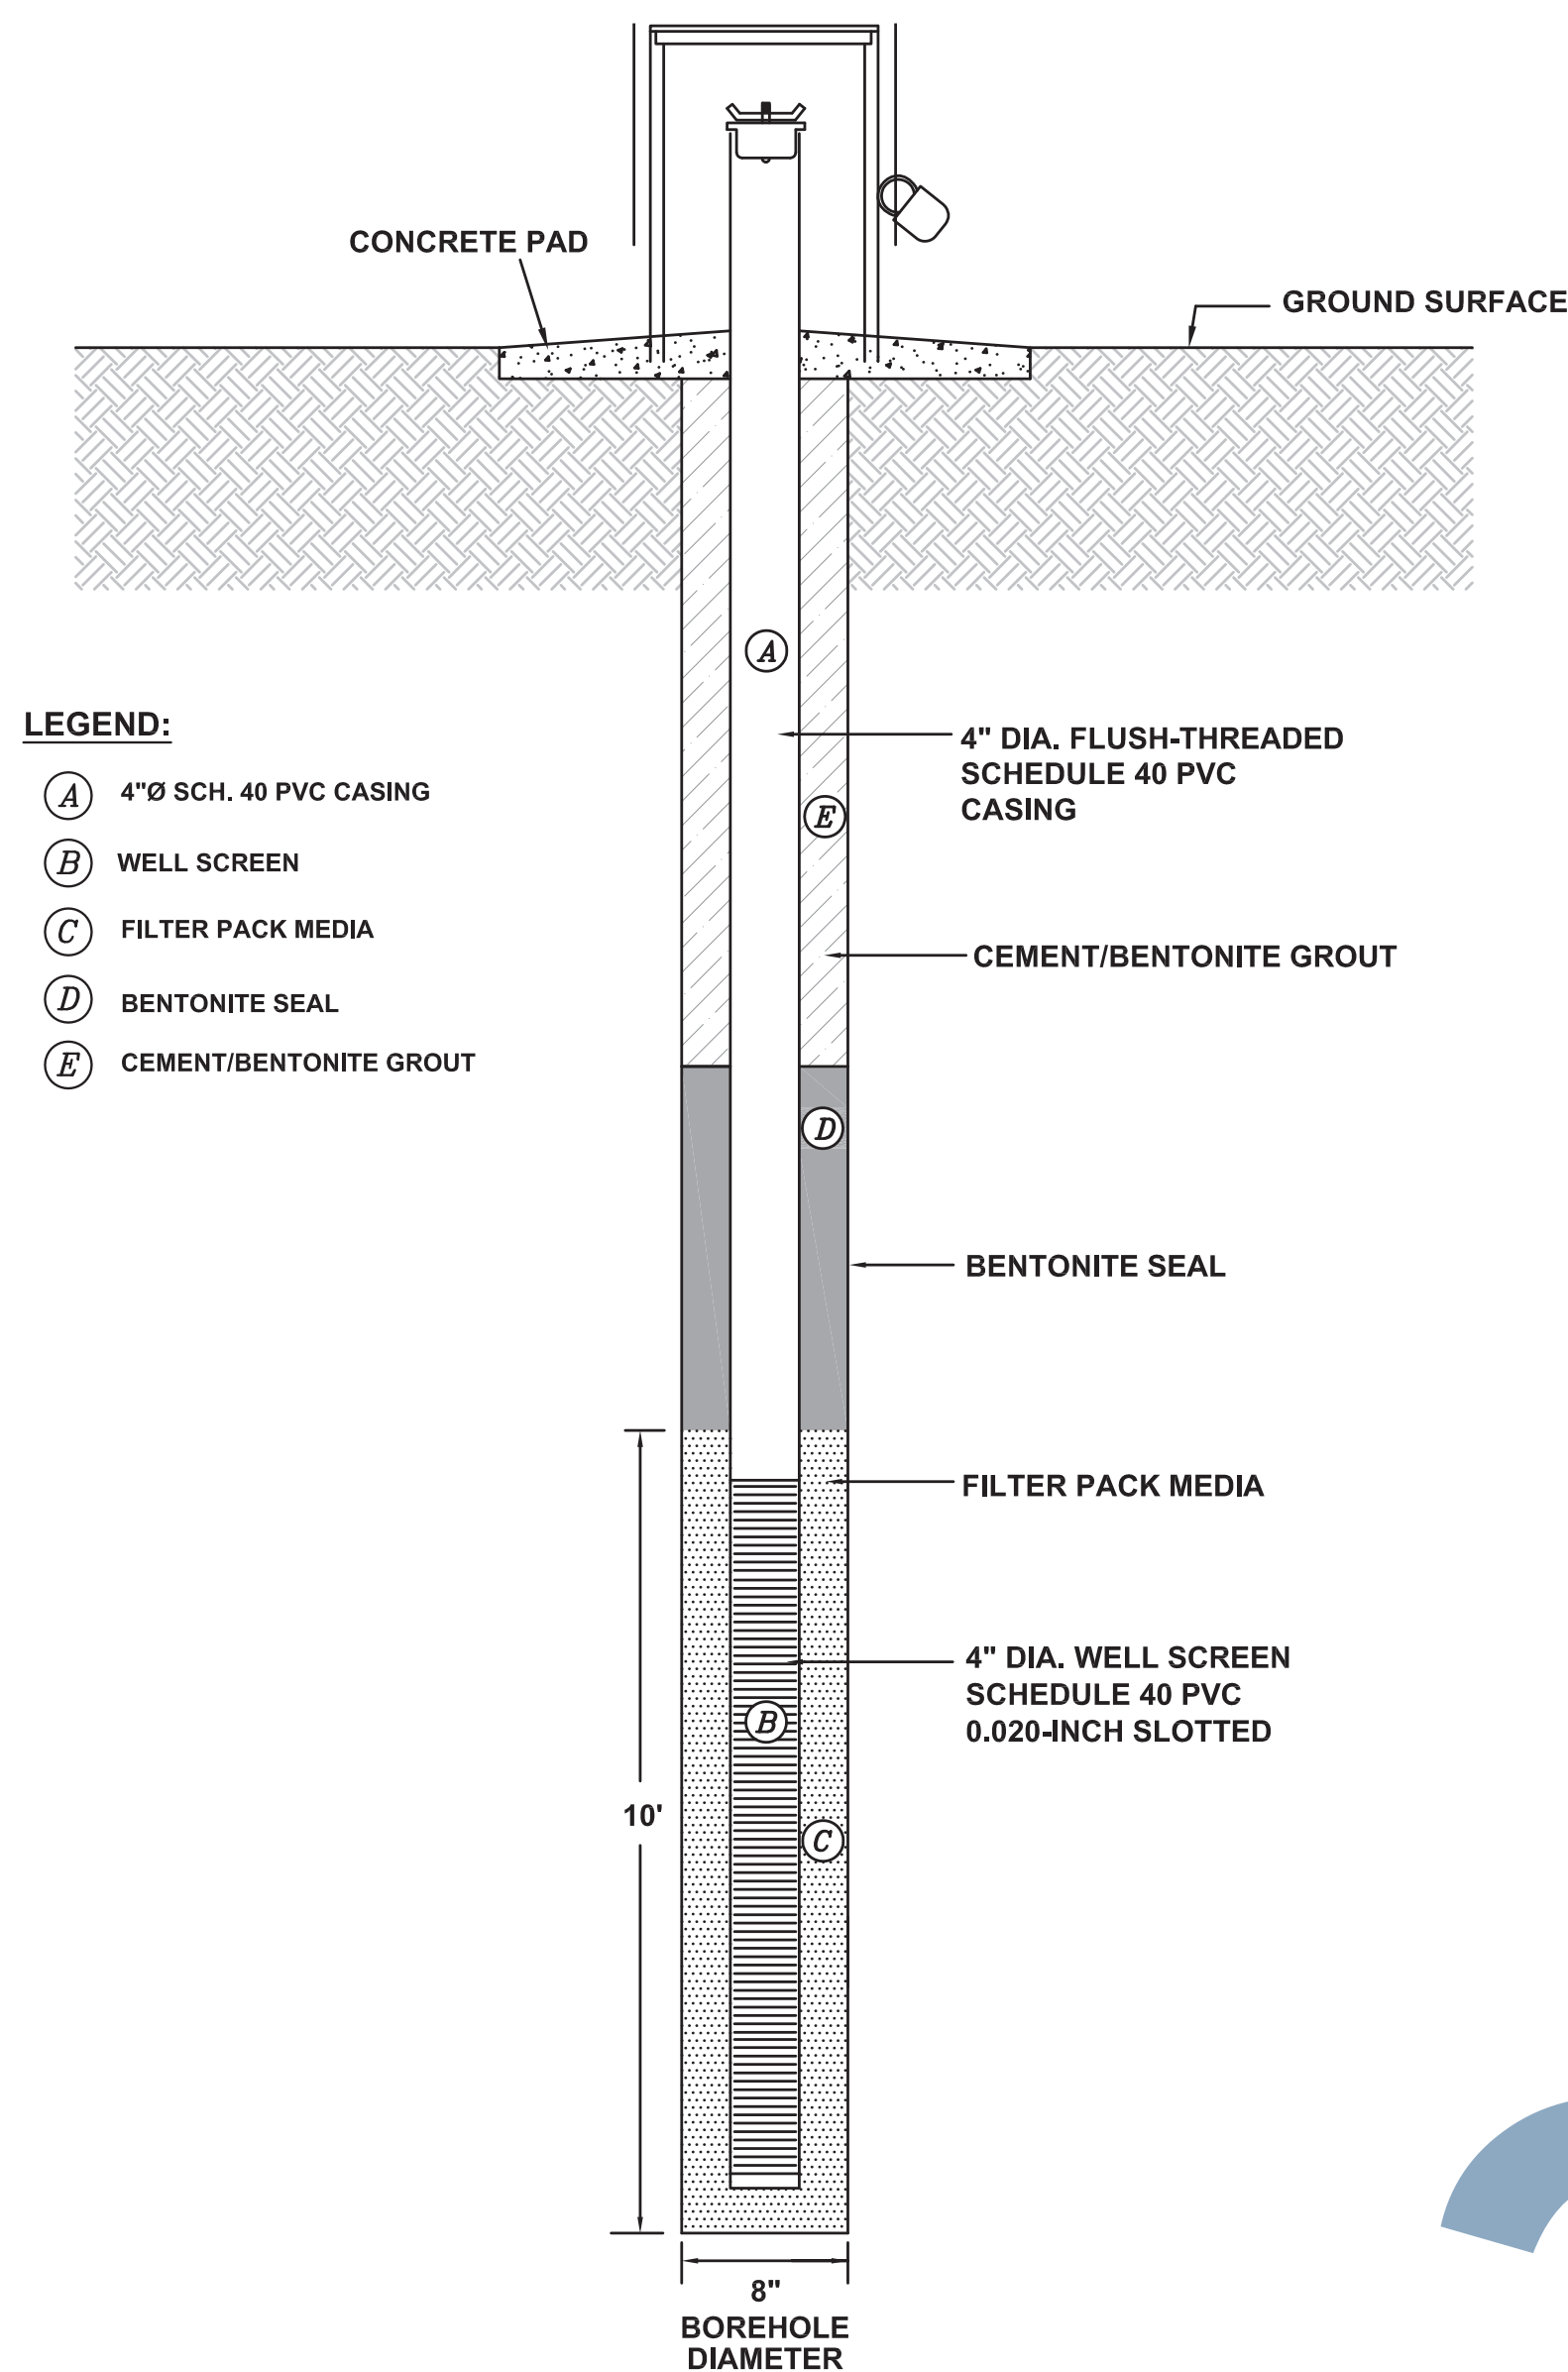 CONCRETE PAD
GROUND SURFACE
A
LEGEND:
A 4"Ø SCH. 40 PVC CASING
B WELL SCREEN
C FILTER PACK MEDIA
D BENTONITE SEAL
E CEMENT/BENTONITE GROUT
4" DIA. FLUSH-THREADED
SCHEDULE 40 PVC
CASING
E
CEMENT/BENTONITE GROUT
D
BENTONITE SEAL
FILTER PACK MEDIA
4" DIA. WELL SCREEN
SCHEDULE 40 PVC
0.020-INCH SLOTTED
B
10'
C
8"
BOREHOLE
DIAMETER